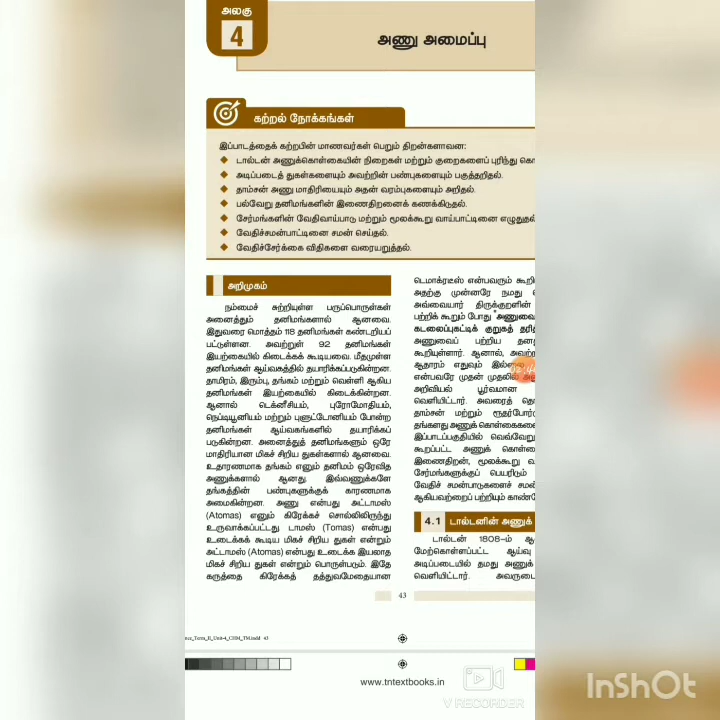 அலகு
4
அணு அமைப்பு
கற்றல் நோக்கங்கள்
இப்பாடத்தைக் கற்றபின் மாணவர்கள் பெறும் திறன்களாவன:
டால்டன் அணுக்கொள்கையின் நிறைகள் மற்றும் குறைகளைப் புரிந்து கொ
அடிப்படைத் துகள்களையும் அவற்றின் பண்புகளையும் பகுத்தறிதல்.
தாம்சன் அணு மாதிரியையும் அதன் வரம்புகளையும் அறிதல்.
பல்வேறு தனிமங்களின் இணைதிறனைக் கணக்கிடுதல்.
சேர்மங்களின் வேதிவாய்பாடு மற்றும் மூலக்கூறு வாய்பாட்டினை எழுதுதல்
வேதிச்சமன்பாட்டினை சமன் செய்தல்.
வேதிச்சேர்க்கை விதிகளை வரையறுத்தல்.
அறிமுகம்
நம்மைச் சுற்றியுள்ள பருப்பொருள்கள்
அனைத்தும் தனிமங்களால் ஆனவை.
இதுவரை மொத்தம் 118 தனிமங்கள் கண்டறியப்
பட்டுள்ளன. அவற்றுள் 92 தனிமங்கள்
இயற்கையில் கிடைக்கக் கூடியவை. மீதமுள்ள
தனிமங்கள் ஆய்வகத்தில் தயாரிக்கப்படுகின்றன.
தாமிரம், இரும்பு, தங்கம் மற்றும் வெள்ளி ஆகிய
தனிமங்கள் இயற்கையில் கிடைக்கின்றன.
ஆனால் டெக்னீசியம், புரோமோதியம்,
நெப்டியூனியம் மற்றும் புளுட்டோனியம் போன்ற
தனிமங்கள் ஆய்வகங்களில் தயாரிக்கப்
படுகின்றன. அனைத்துத் தனிமங்களும் ஒரே
மாதிரியான மிகச் சிறிய துகள்களால் ஆனவை.
உதாரணமாக தங்கம் எனும் தனிமம் ஒரேவித
அணுக்களால் ஆனது. இவ்வணுக்களே
தங்கத்தின் பண்புகளுக்குக் காரணமாக
அமைகின்றன. அணு என்பது அட்டாமஸ்
(Atomas) எனும் கிரேக்கச் சொல்லிலிருந்து
உருவாக்கப்பட்டது. டாமஸ் (Tomas) என்பது
உடைக்கக் கூடிய மிகச் சிறிய துகள் என்றும்
அட்டாமஸ் (Atomas) என்பது உடைக்க இயலாத
மிகச் சிறிய துகள் என்றும் பொருள்படும். இதே
கருத்தை கிரேக்கத் தத்துவமேதையான
டெமாக்ரடீஸ் என்பவரும் கூறி
அதற்கு முன்னரே நமது
அவ்வையார் திருக்குறளின்
பற்றிக் கூறும் போது "அணுவை
கடலைப்புகட்டிக் குறுகத் தரித்
அணுவைப் பற்றிய தனது
கூறியுள்ளார். ஆனால், அவற்
ஆதாரம் எதுவும்
என்பவரே முதன் முதலில்
அறிவியல் பூர்வமான
வெளியிட்டார். அவரைத் தொ
தாம்சன் மற்றும் ரூதர்போர்
தங்களது அணுக் கொள்கைகளை
இப்பாடப்பகுதியில் வெவ்வேறு
கூறப்பட்ட அணுக் கொள்
இணைதிறன், மூலக்கூறு வ
சேர்மங்களுக்குப் பெயரிடும்
வேதிச் சமன்பாடுகளைச் சமன்
ஆகியவற்றைப் பற்றியும் காண்போ
4.1 டால்டனின் அணுக்
டால்டன் 1808-ம் ஆ
மேற்கொள்ளப்பட்ட ஆய்வு
அடிப்படையில் தமது அணுக்
வெளியிட்டார். அவருடை
43
nce_Term_II_Unit-4_CHM_TM.indd 43
www.tntextbooks.in
V RECORDER
InShOt